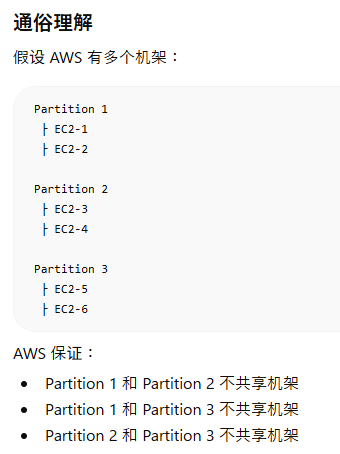 通俗理解
假设 AWS 有多个机架：
Partition 1
├ EC2-1
├ EC2-2
Partition 2
├ EC2-3
├ EC2-4
Partition 3
├ EC2-5
├ EC2-6
AWS 保证：
• Partition 1 和 Partition 2 不共享机架
• Partition 1 和 Partition 3 不共享机架
• Partition 2 和 Partition 3 不共享机架